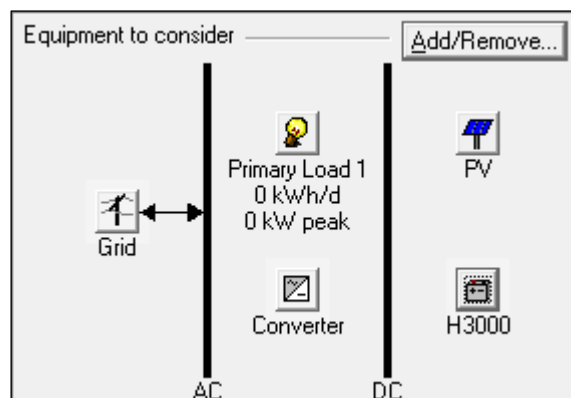 Equipment to consider
Add/Remove...
Primary Load 1
0 kWh/d
0 kW peak
PV
Grid
Converter
H3000
AC
DC